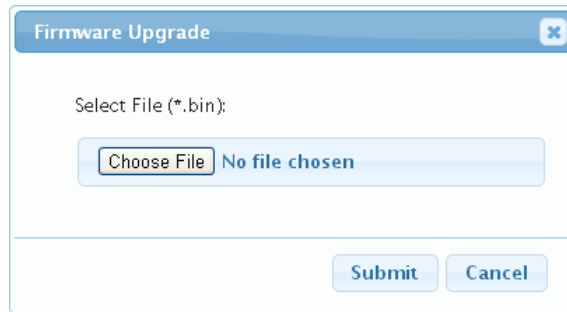 Firmware Upgrade
Select File (*.bin):
Choose File No file chosen
Submit Cancel